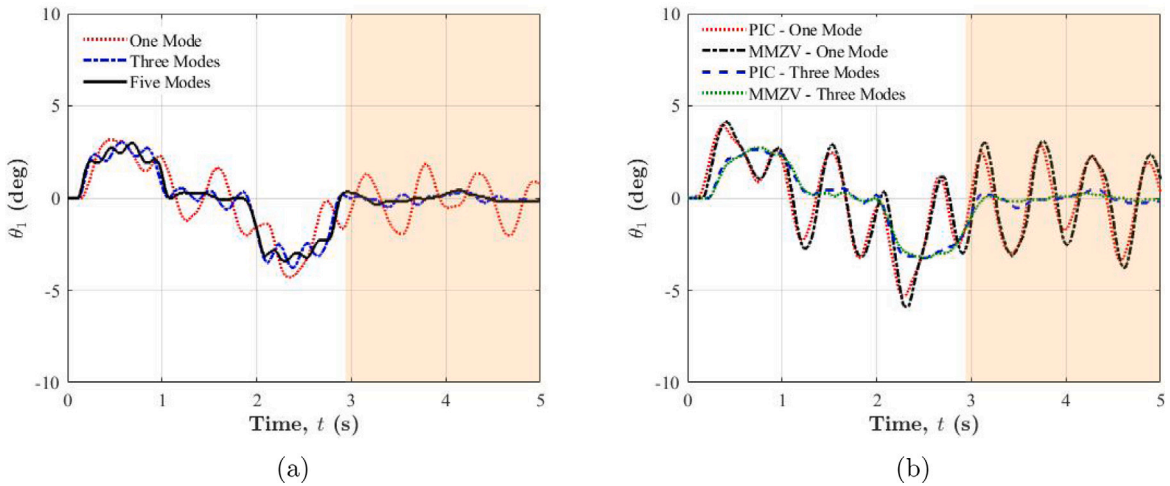 10
5
0
-5
-10
θ₁ (deg)
One Mode
Three Modes
Five Modes
0 1 2 3 4 5
Time, t (s)
(a)
10
5
0
-5
-10
θ₁ (deg)
PIC - One Mode
MMZV - One Mode
PIC - Three Modes
MMZV - Three Modes
0 1 2 3 4 5
Time, t (s)
(b)